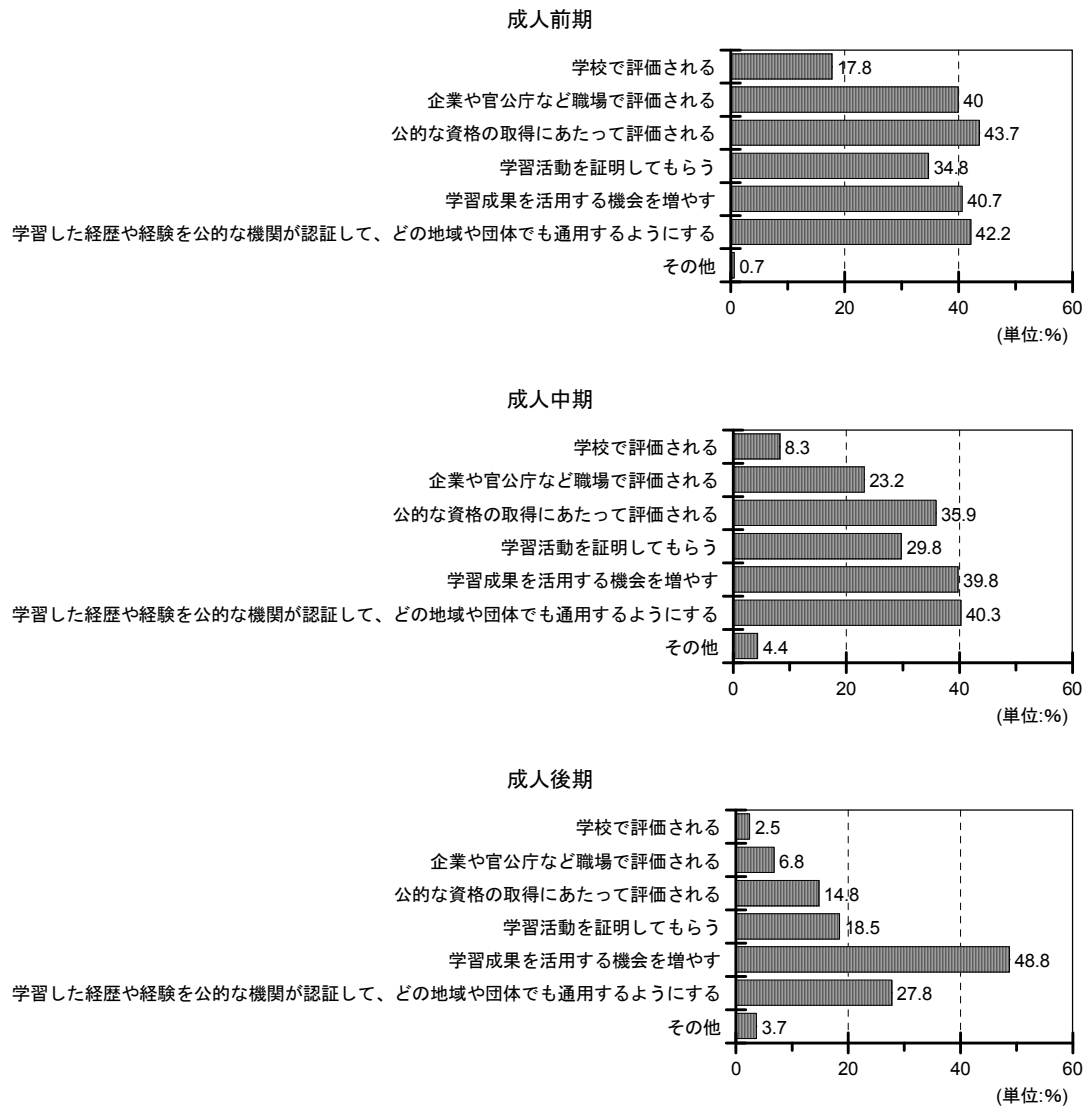 成人前期
学校で評価される 17.8
企業や官公庁など職場で評価される 40
公的な資格の取得にあたって評価される 43.7
学習活動を証明してもらう 34.8
学習成果を活用する機会を増やす 40.7
学習した経歴や経験を公的な機関が認証して、どの地域や団体でも通用するようにする 42.2
その他 0.7
0 20 40 60
(単位:%)
成人中期
学校で評価される 8.3
企業や官公庁など職場で評価される 23.2
公的な資格の取得にあたって評価される 35.9
学習活動を証明してもらう 29.8
学習成果を活用する機会を増やす 39.8
学習した経歴や経験を公的な機関が認証して、どの地域や団体でも通用するようにする 40.3
その他 4.4
0 20 40 60
(単位:%)
成人後期
学校で評価される 2.5
企業や官公庁など職場で評価される 6.8
公的な資格の取得にあたって評価される 14.8
学習活動を証明してもらう 18.5
学習成果を活用する機会を増やす 48.8
学習した経歴や経験を公的な機関が認証して、どの地域や団体でも通用するようにする 27.8
その他 3.7
0 20 40 60
(単位:%)